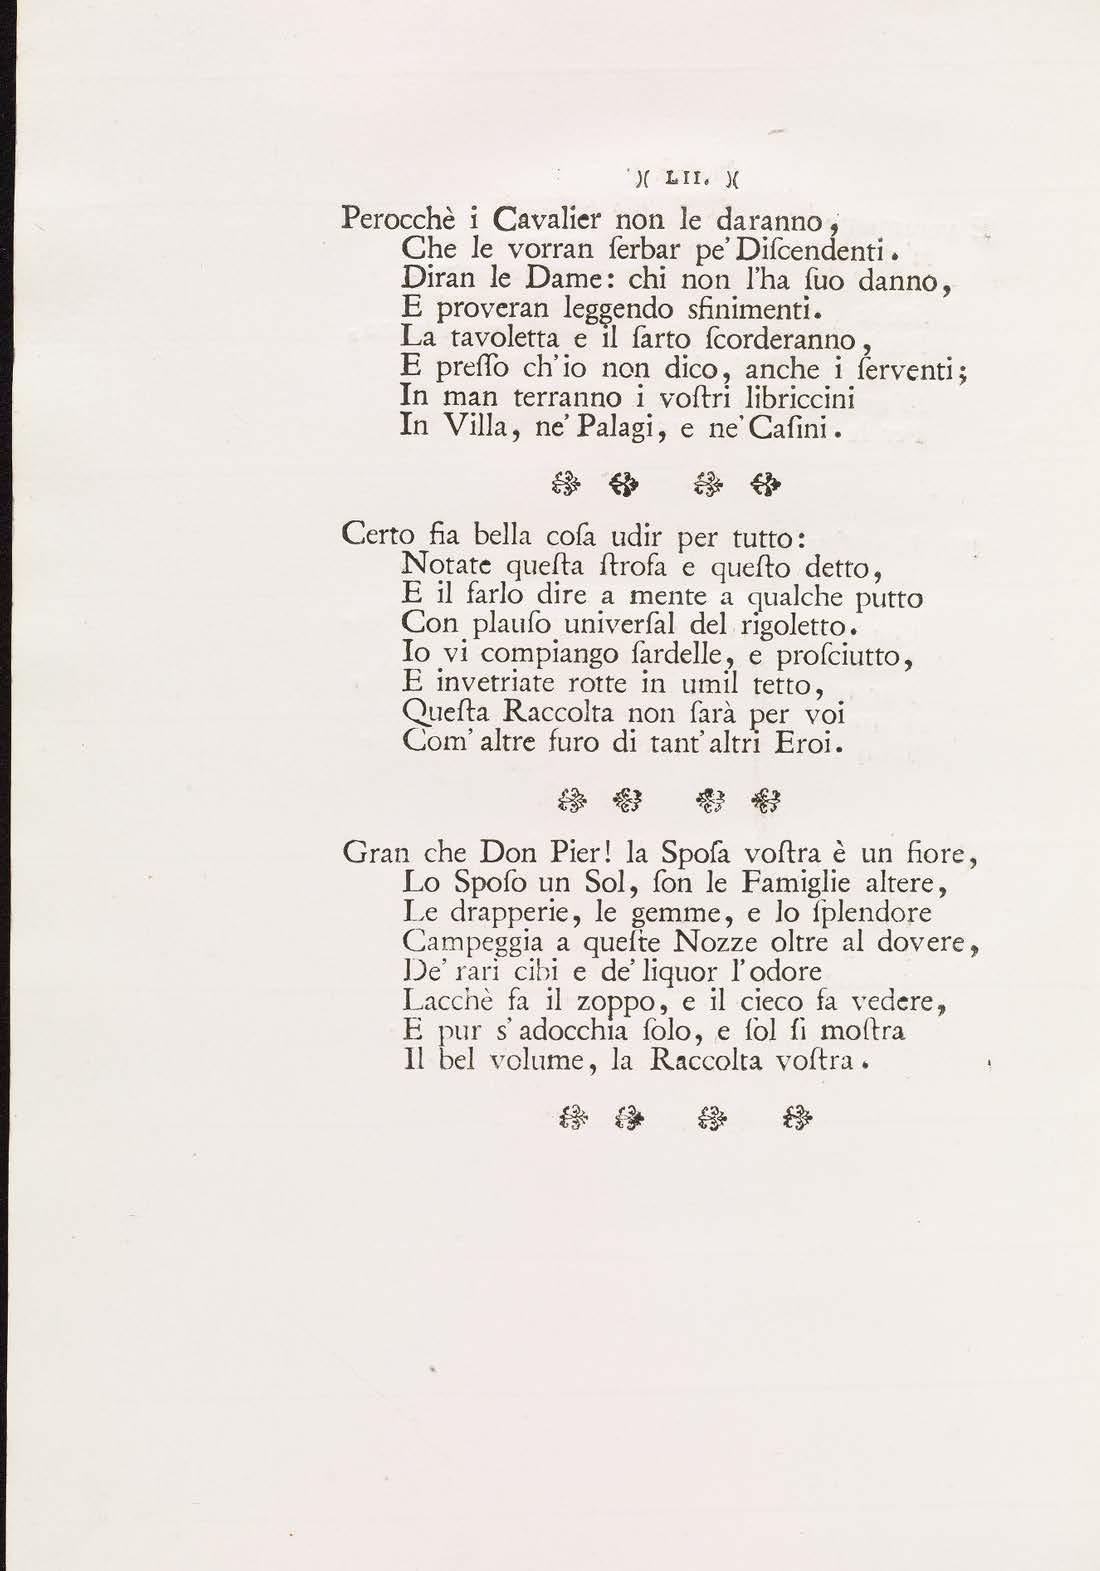 )( LII. )(
Perocchè i Cavalier non le daranno,
Che le vorran ſerbar pe' Diſcendenti.
Diran le Dame: chi non l'ha ſuo danno,
E proveran leggendo sfinimenti.
La tavoletta e il ſarto ſcorderanno,
E preſſo ch'io non dico, anche i ſerventi;
In man terranno i voſtri libriccini
In Villa, ne' Palagi, e ne' Caſini.
Certo fia bella coſa udir per tutto:
Notate queſta ſtrofa e queſto detto,
E il farlo dire a mente a qualche putto
Con plauſo univerſal del rigoletto.
Io vi compiango ſardelle, e proſciutto,
E invetriate rotte in umil tetto,
Queſta Raccolta non ſarà per voi
Com' altre furo di tant' altri Eroi.
Gran che Don Pier! la Spoſa voſtra è un fiore,
Lo Spoſo un Sol, ſon le Famiglie altere,
Le drapperie, le gemme, e lo ſplendore
Campeggia a queſte Nozze oltre al dovere,
De' rari cibi e de' liquor l'odore
Lacchè fa il zoppo, e il cieco fa vedere,
E pur s'adocchia ſolo, e ſol ſi moſtra
Il bel volume, la Raccolta voſtra.